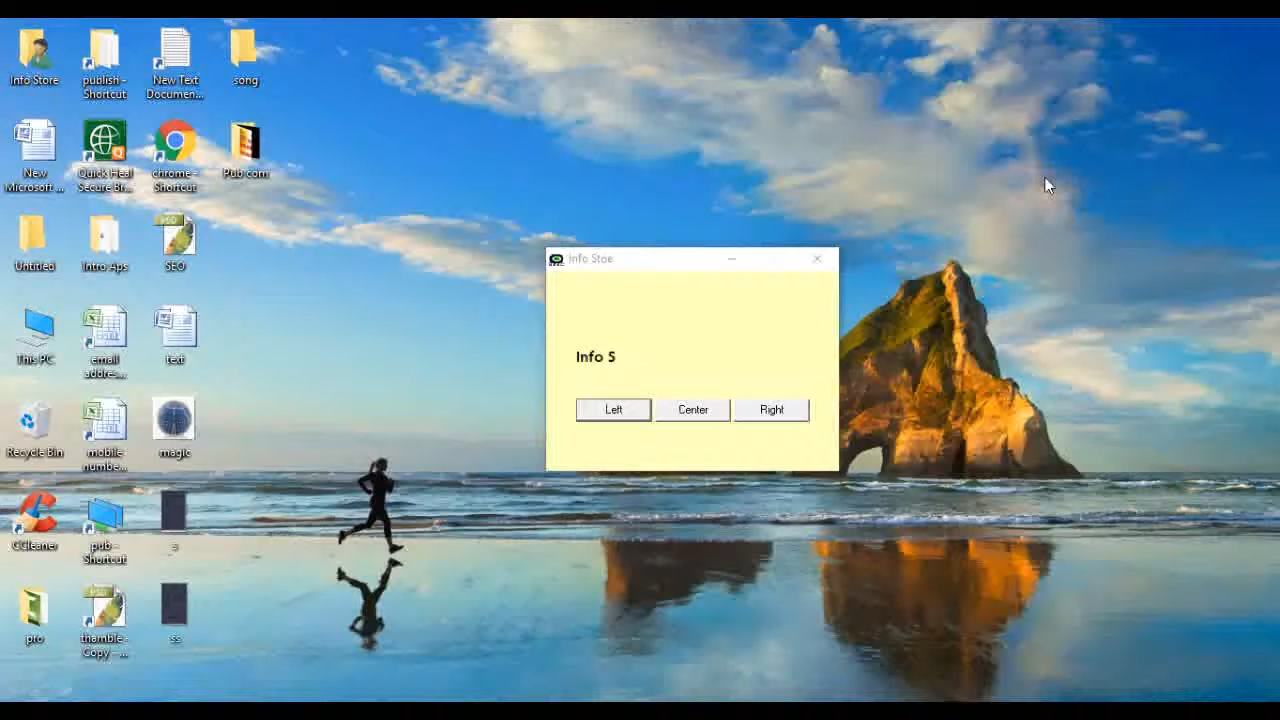 Info Store
publish -
Shortcut
New Text
Documen...
song
New
Microsoft ...
Quick Heal
Secure Br...
chrome -
Shortcut
Pub com
Untitled
Intro Aps
PSD
SEO
This PC
email
addres...
text
Recycle Bin
mobile
numbe...
magic
CCleaner
pub -
Shortcut
s
pro
PSD
thamble -
Copy - ...
ss
Info Stoe
Info S
Left
Center
Right